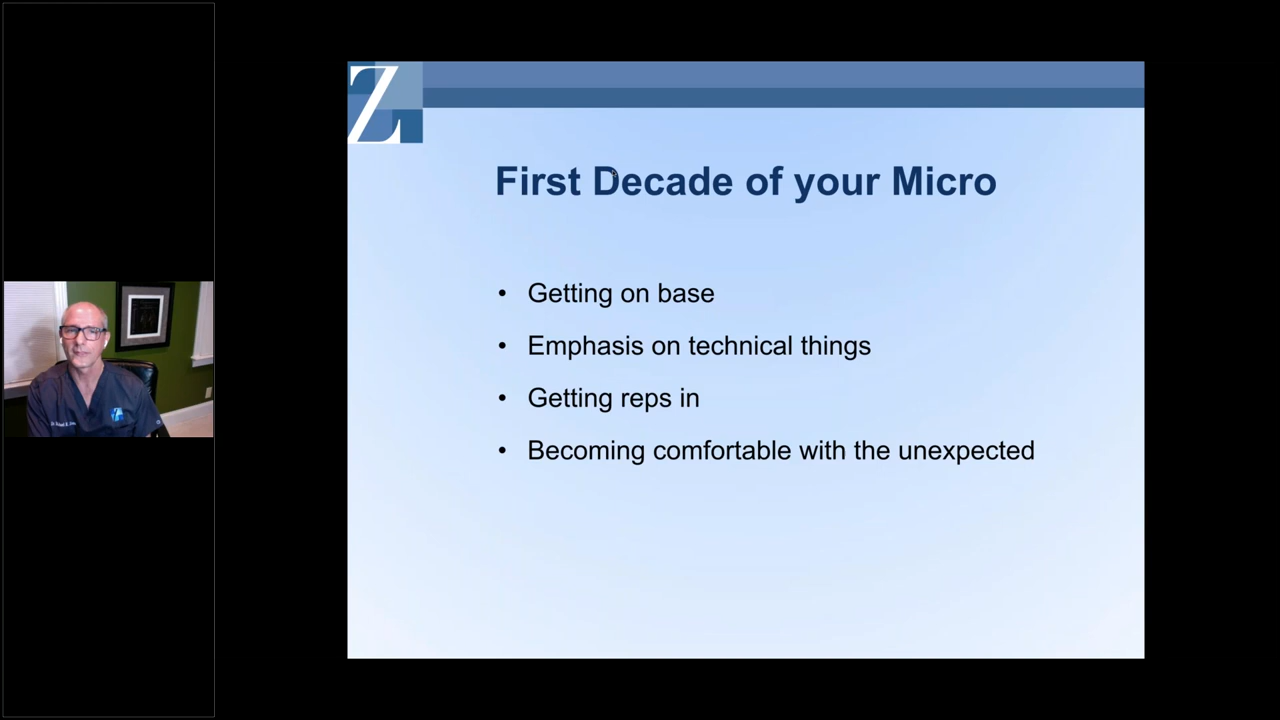 Z
First Decade of your Micro
• Getting on base
• Emphasis on technical things
• Getting reps in
• Becoming comfortable with the unexpected